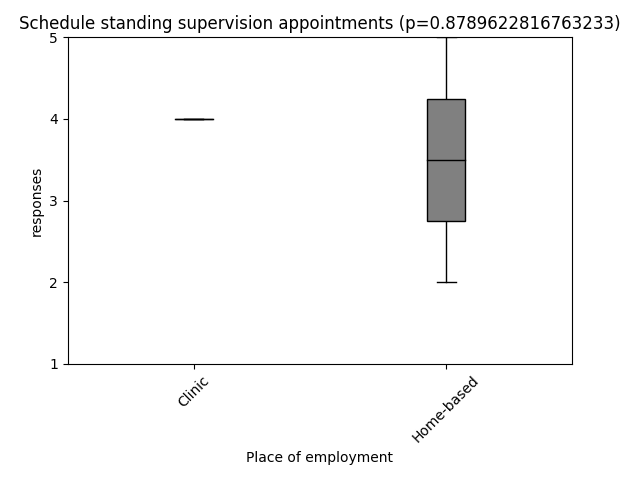 Schedule standing supervision appointments (p=0.8789622816763233)
5
4
3
2
1
responses
Clinic
Home-based
Place of employment